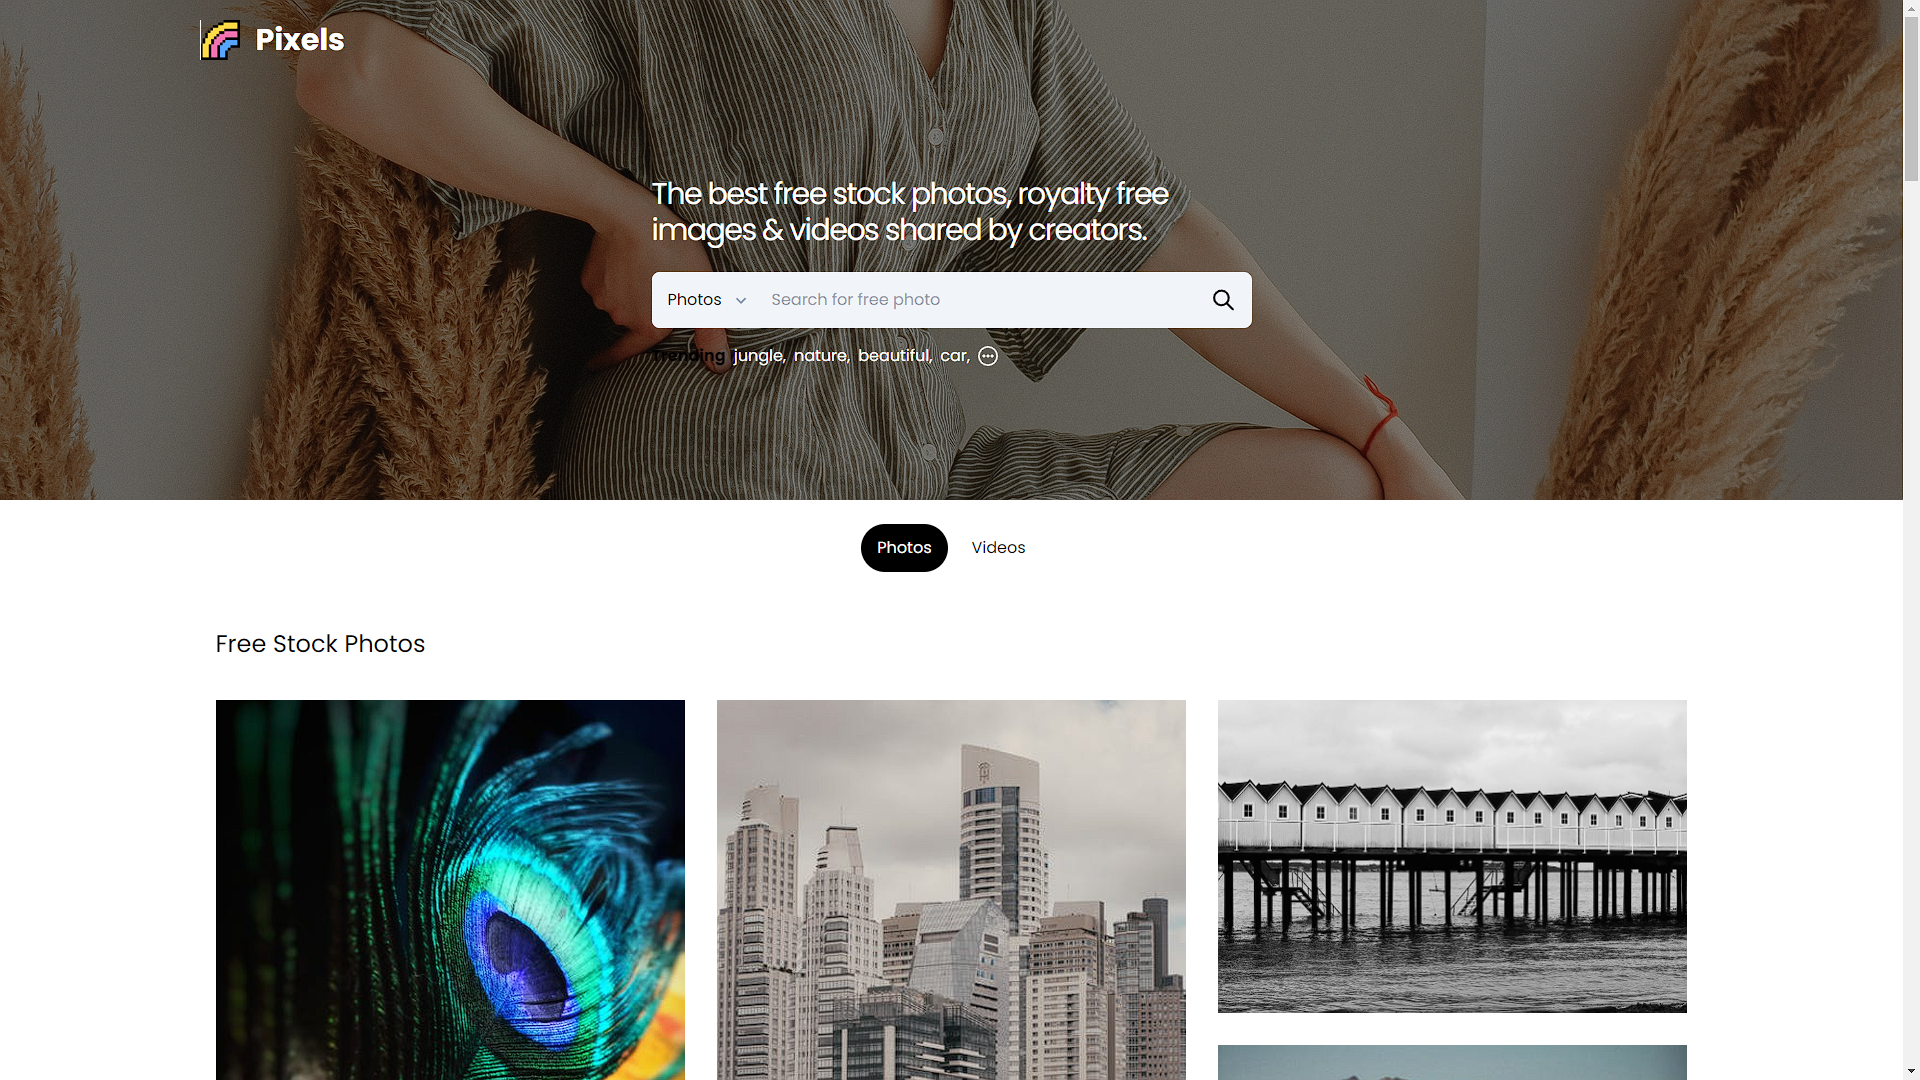 Pixels
The best free stock photos, royalty free
images & videos shared by creators.
Photos Search for free photo
Trending jungle, nature, beautiful, car,
Photos Videos
Free Stock Photos